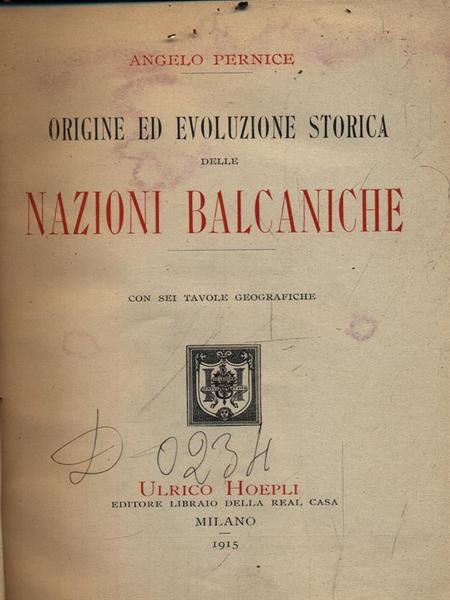 ANGELO PERNICE
ORIGINE ED EVOLUZIONE STORICA
DELLE
NAZIONI BALCANICHE
CON SEI TAVOLE GEOGRAFICHE
H
D 0234
ULRICO HOEPLI
EDITORE LIBRAIO DELLA REAL CASA
MILANO
1915